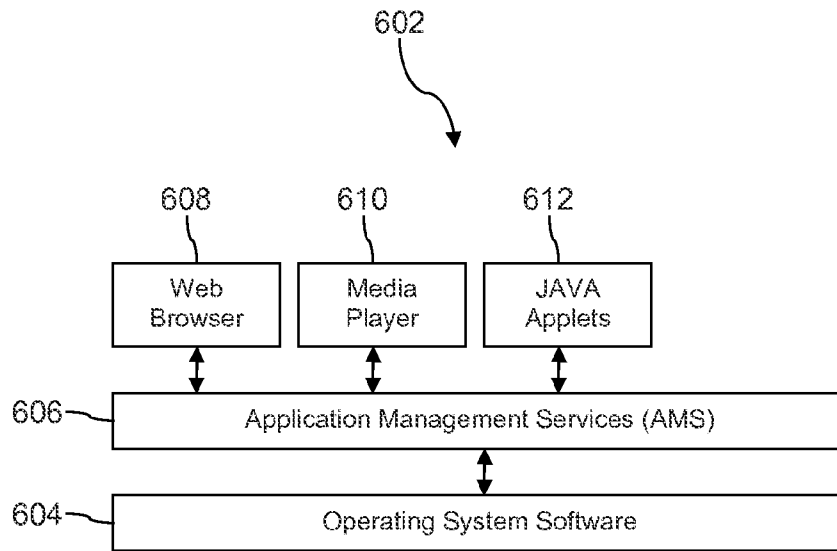 602
608
610
612
Web
Browser
Media
Player
JAVA
Applets
606
Application Management Services (AMS)
604
Operating System Software